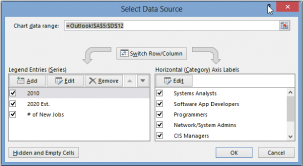 Select Data Source
Chart data range: =Outlook!$A$5:$D$12
Switch Row/Column
Legend Entries (Series)
Add Edit Remove
2010
2020 Est.
# of New Jobs
Horizontal (Category) Axis Labels
Edit
Systems Analysts
Software App Developers
Programmers
Network/System Admins
CIS Managers
Hidden and Empty Cells
OK Cancel